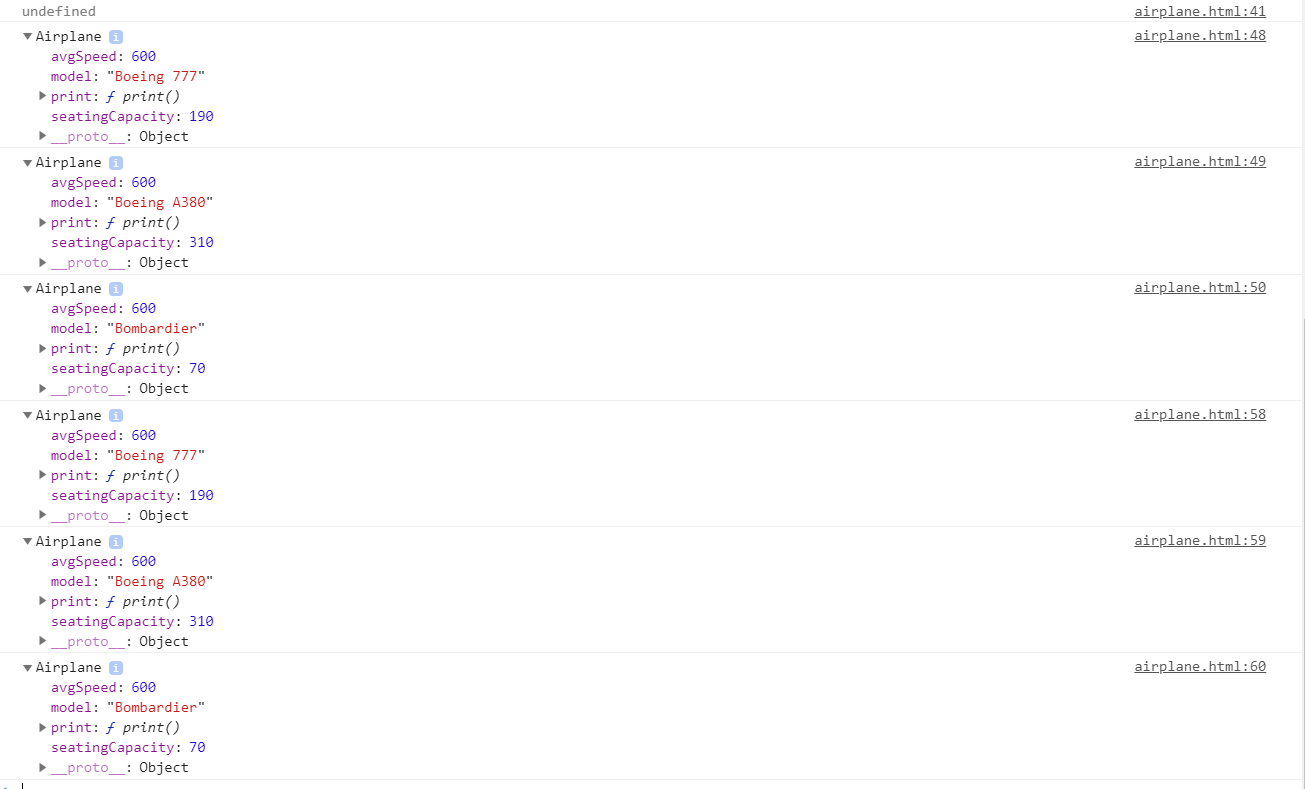 undefined airplane.html:41
Airplane i airplane.html:48
avgSpeed: 600
model: "Boeing 777"
print: ƒ print()
seatingCapacity: 190
__proto__: Object
Airplane i airplane.html:49
avgSpeed: 600
model: "Boeing A380"
print: ƒ print()
seatingCapacity: 310
__proto__: Object
Airplane i airplane.html:50
avgSpeed: 600
model: "Bombardier"
print: ƒ print()
seatingCapacity: 70
__proto__: Object
Airplane i airplane.html:58
avgSpeed: 600
model: "Boeing 777"
print: ƒ print()
seatingCapacity: 190
__proto__: Object
Airplane i airplane.html:59
avgSpeed: 600
model: "Boeing A380"
print: ƒ print()
seatingCapacity: 310
__proto__: Object
Airplane i airplane.html:60
avgSpeed: 600
model: "Bombardier"
print: ƒ print()
seatingCapacity: 70
__proto__: Object